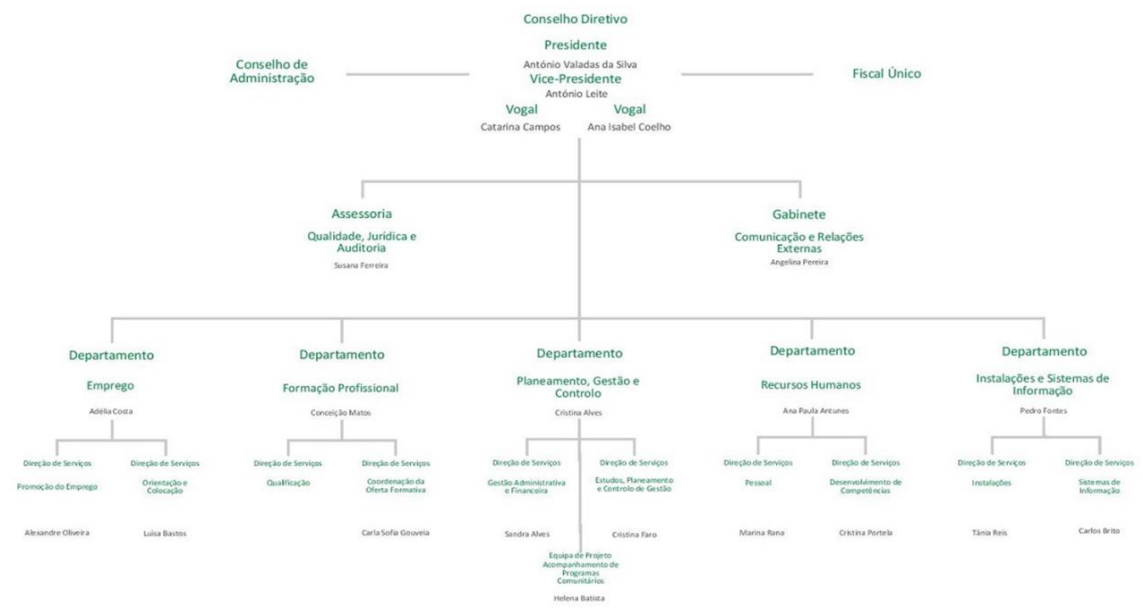 Conselho Diretivo
Presidente
António Valadas da Silva
Vice-Presidente
António Leite
Vogal
Catarina Campos
Vogal
Ana Isabel Coelho
Conselho de
Administração
Fiscal Único
Assessoria
Qualidade, Jurídica e
Auditoria
Susana Ferreira
Gabinete
Comunicação e Relações
Externas
Angelina Pereira
Departamento
Emprego
Adélia Costa
Direção de Serviços
Promoção do Emprego
Alexandre Oliveira
Direção de Serviços
Orientação e
Colocação
Luísa Bastos
Departamento
Formação Profissional
Conceição Matos
Direção de Serviços
Qualificação
Direção de Serviços
Coordenação da
Oferta Formativa
Carla Sofia Gouveia
Departamento
Planeamento, Gestão e
Controlo
Cristina Alves
Direção de Serviços
Gestão Administrativa
e Financeira
Sandra Alves
Direção de Serviços
Estudos, Planeamento
e Controlo de Gestão
Cristina Faro
Equipa de Projeto
Acompanhamento de
Programas
Comunitários
Helena Batista
Departamento
Recursos Humanos
Ana Paula Antunes
Direção de Serviços
Pessoal
Marina Rana
Direção de Serviços
Desenvolvimento de
Competências
Cristina Portela
Departamento
Instalações e Sistemas de
Informação
Pedro Fontes
Direção de Serviços
Instalações
Tânia Reis
Direção de Serviços
Sistemas de
Informação
Carlos Brito